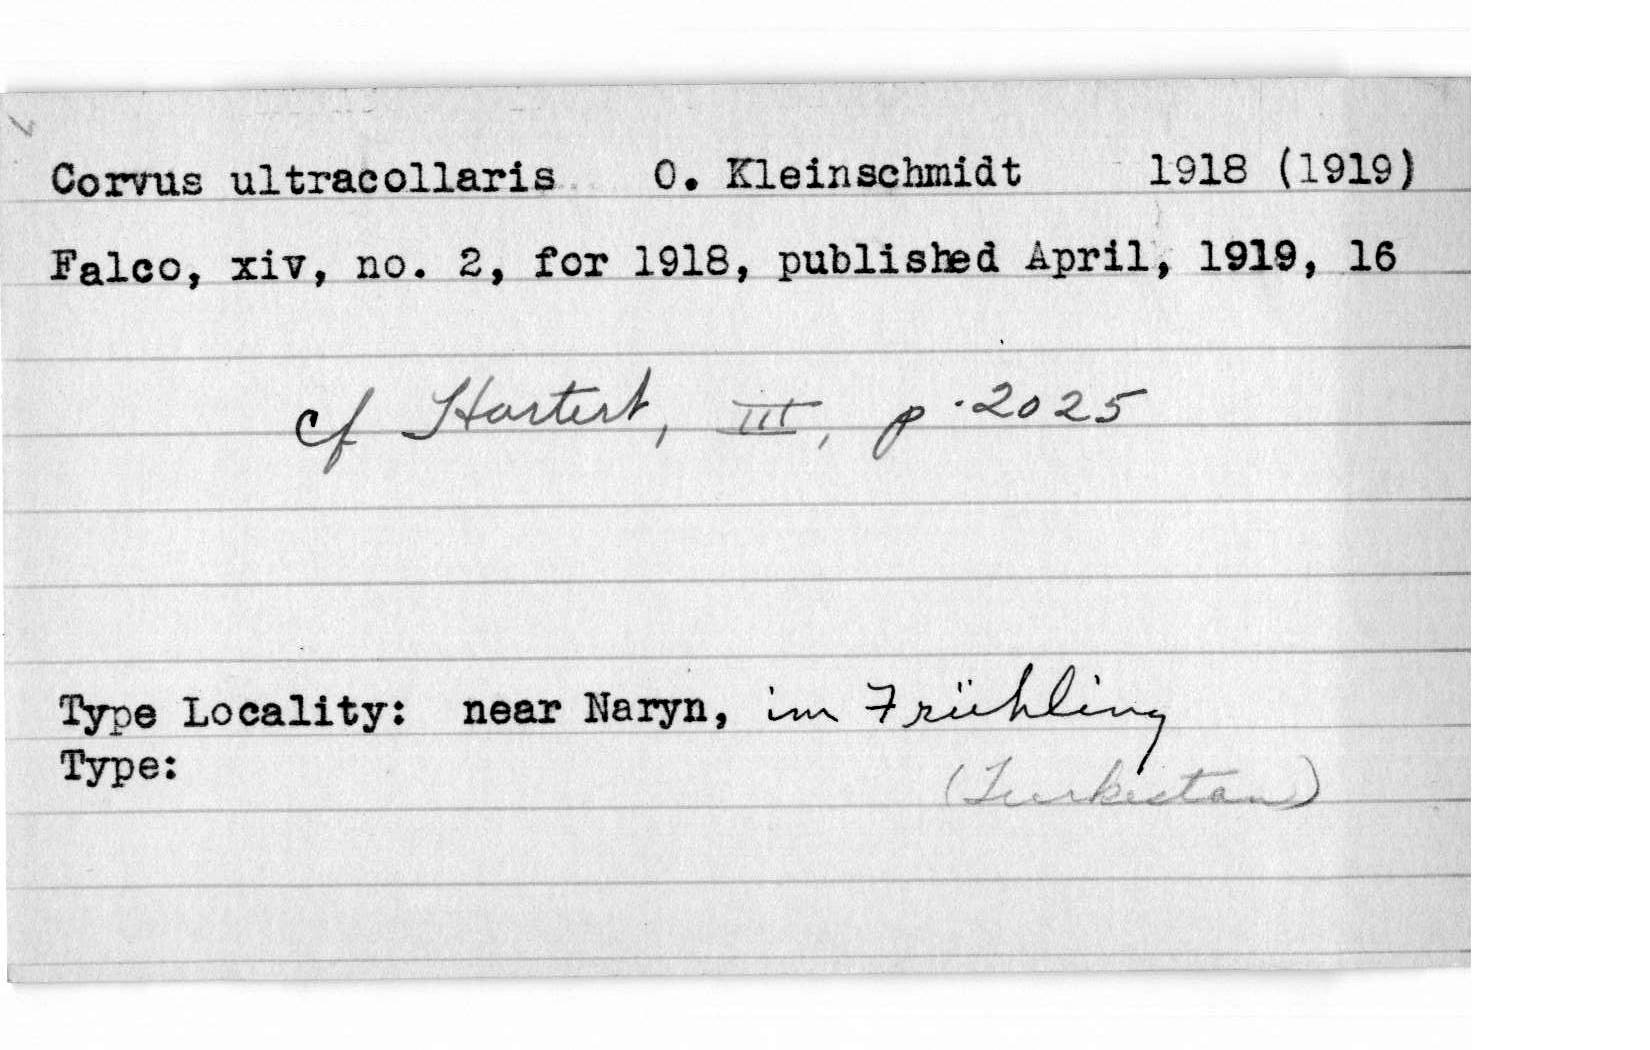 Corvus ultracollaris O. Kleinschmidt 1918 (1919)
Falco, xiv, no. 2, for 1918, published April, 1919, 16
cf Hartert, III, p. 2025
Type Locality: near Naryn, im Frühling
(Turkestan)
Type: